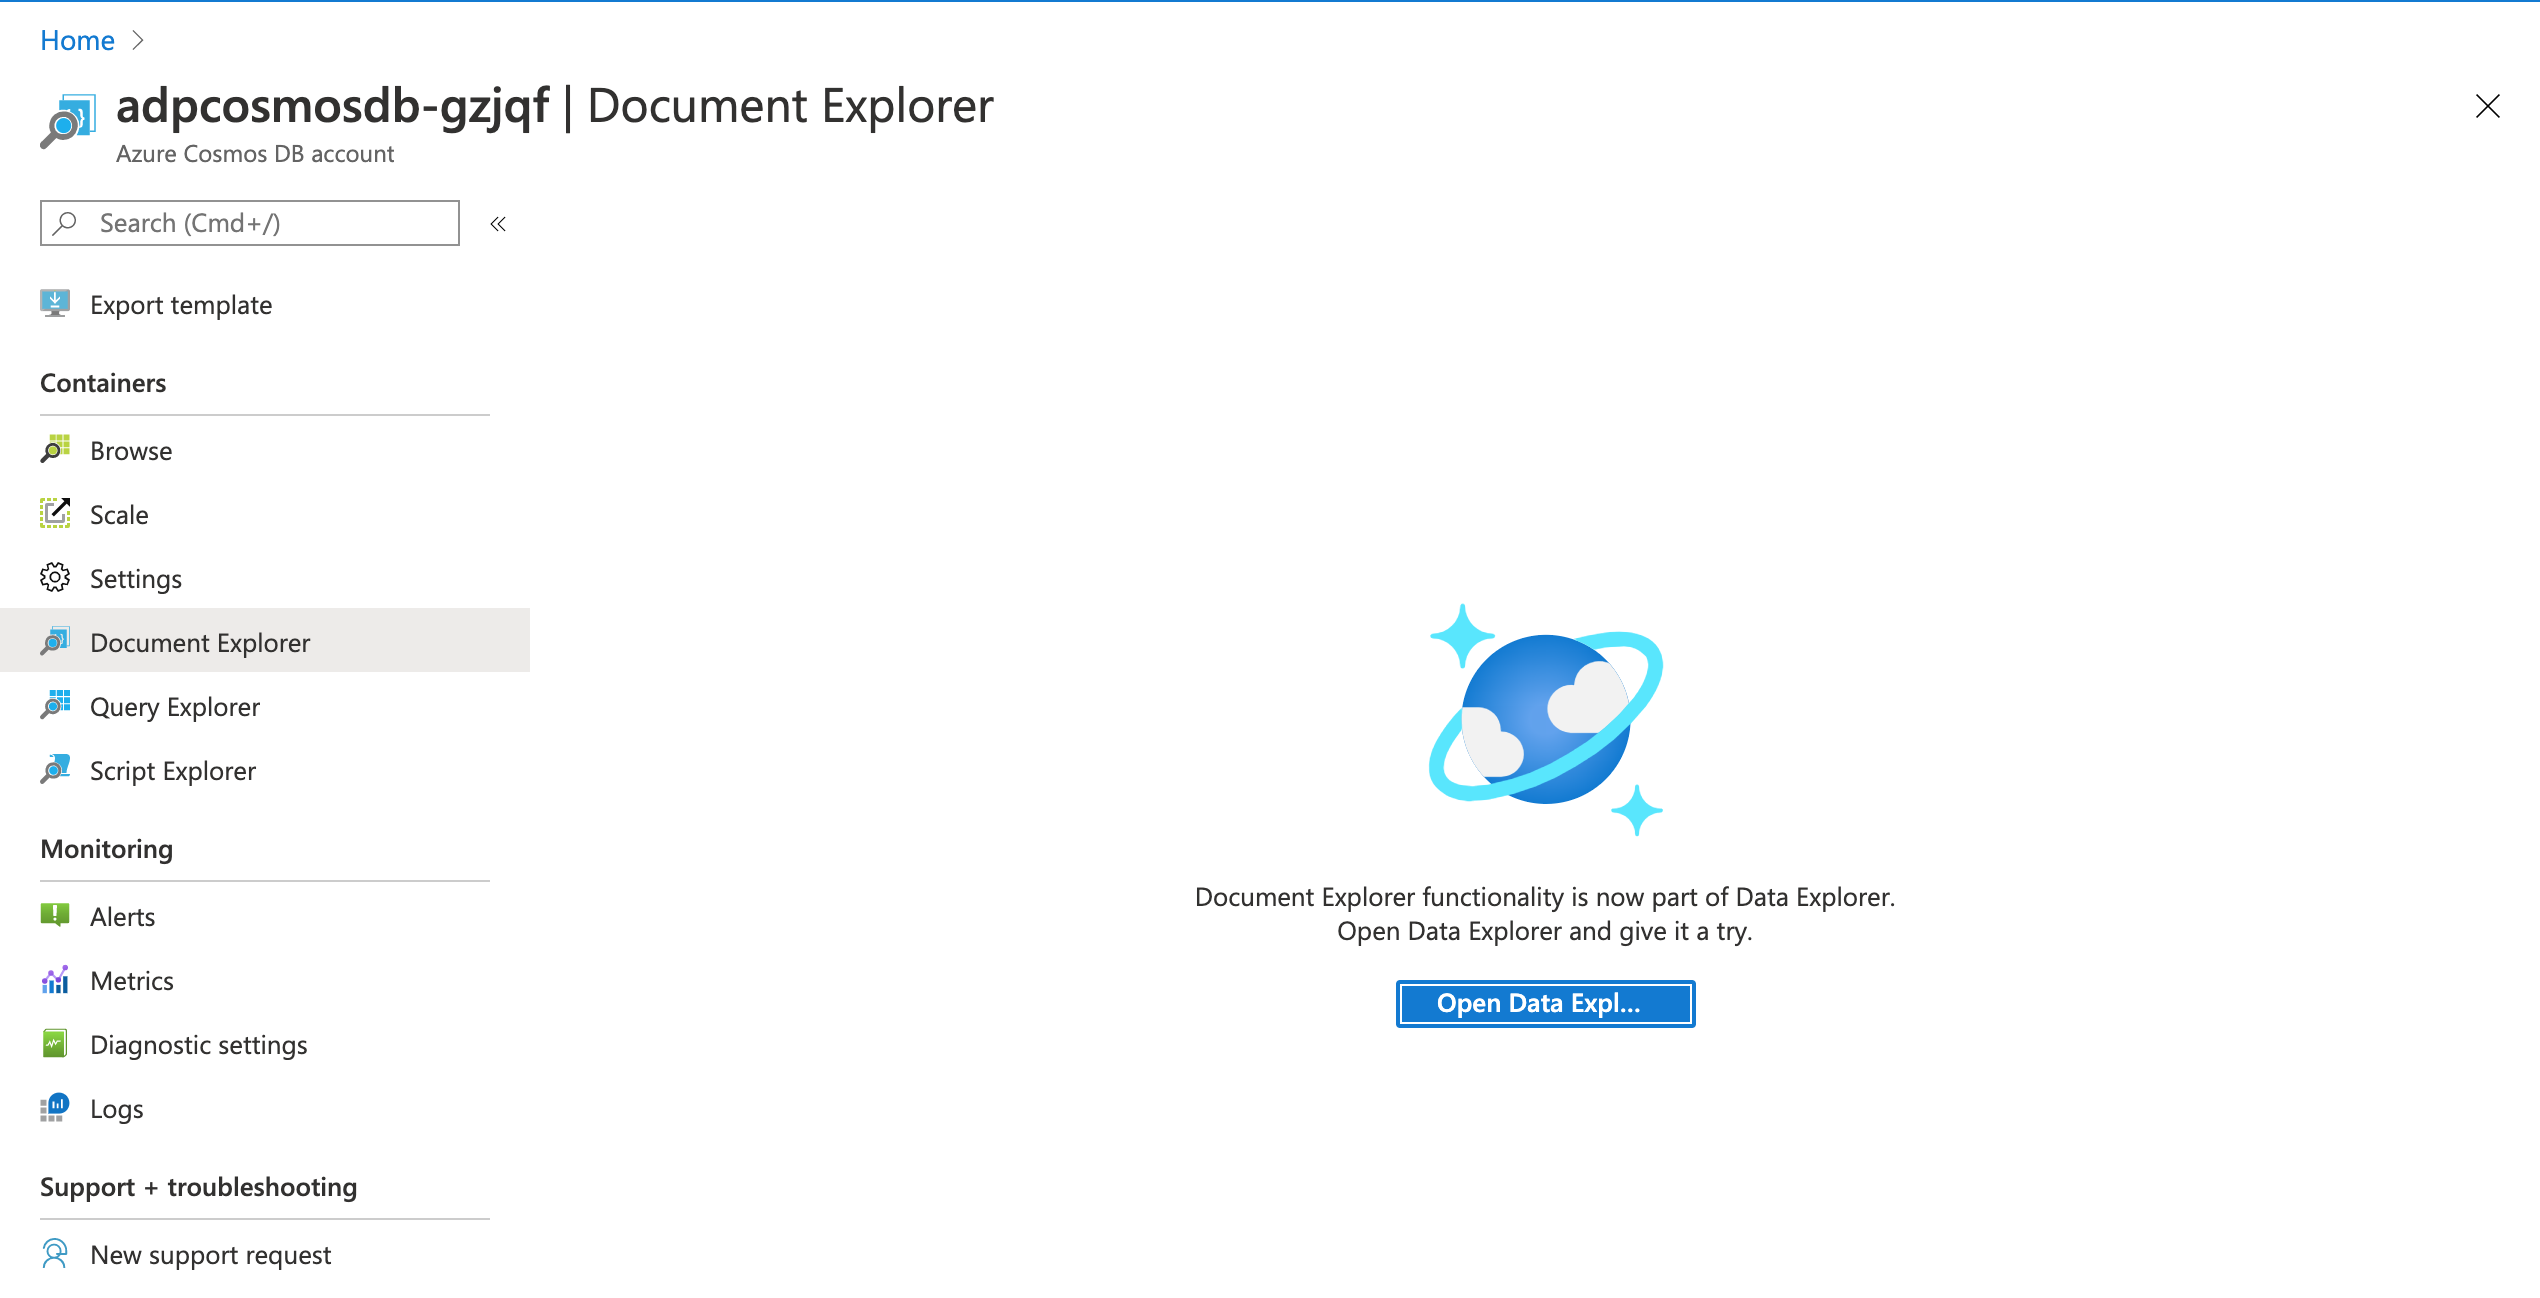 Home
adpcosmosdb-gzjqf | Document Explorer
Azure Cosmos DB account
Search (Cmd+/)
Export template
Containers
Browse
Scale
Settings
Document Explorer
Query Explorer
Script Explorer
Monitoring
Alerts
Metrics
Diagnostic settings
Logs
Support + troubleshooting
New support request
Document Explorer functionality is now part of Data Explorer.
Open Data Explorer and give it a try.
Open Data Expl...